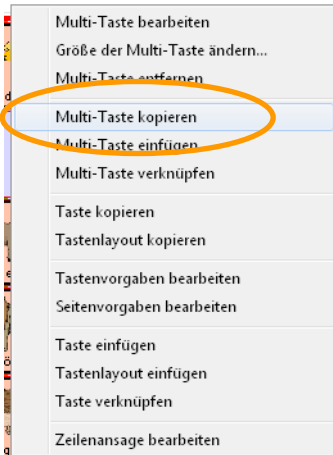 Multi-Taste bearbeiten
Größe der Multi-Taste ändern...
Multi-Taste entfernen
Multi-Taste kopieren
Multi-Taste einfügen
Multi-Taste verknüpfen
Taste kopieren
Tastenlayout kopieren
Tastenvorgaben bearbeiten
Seitenvorgaben bearbeiten
Taste einfügen
Tastenlayout einfügen
Taste verknüpfen
Zeilenansage bearbeiten